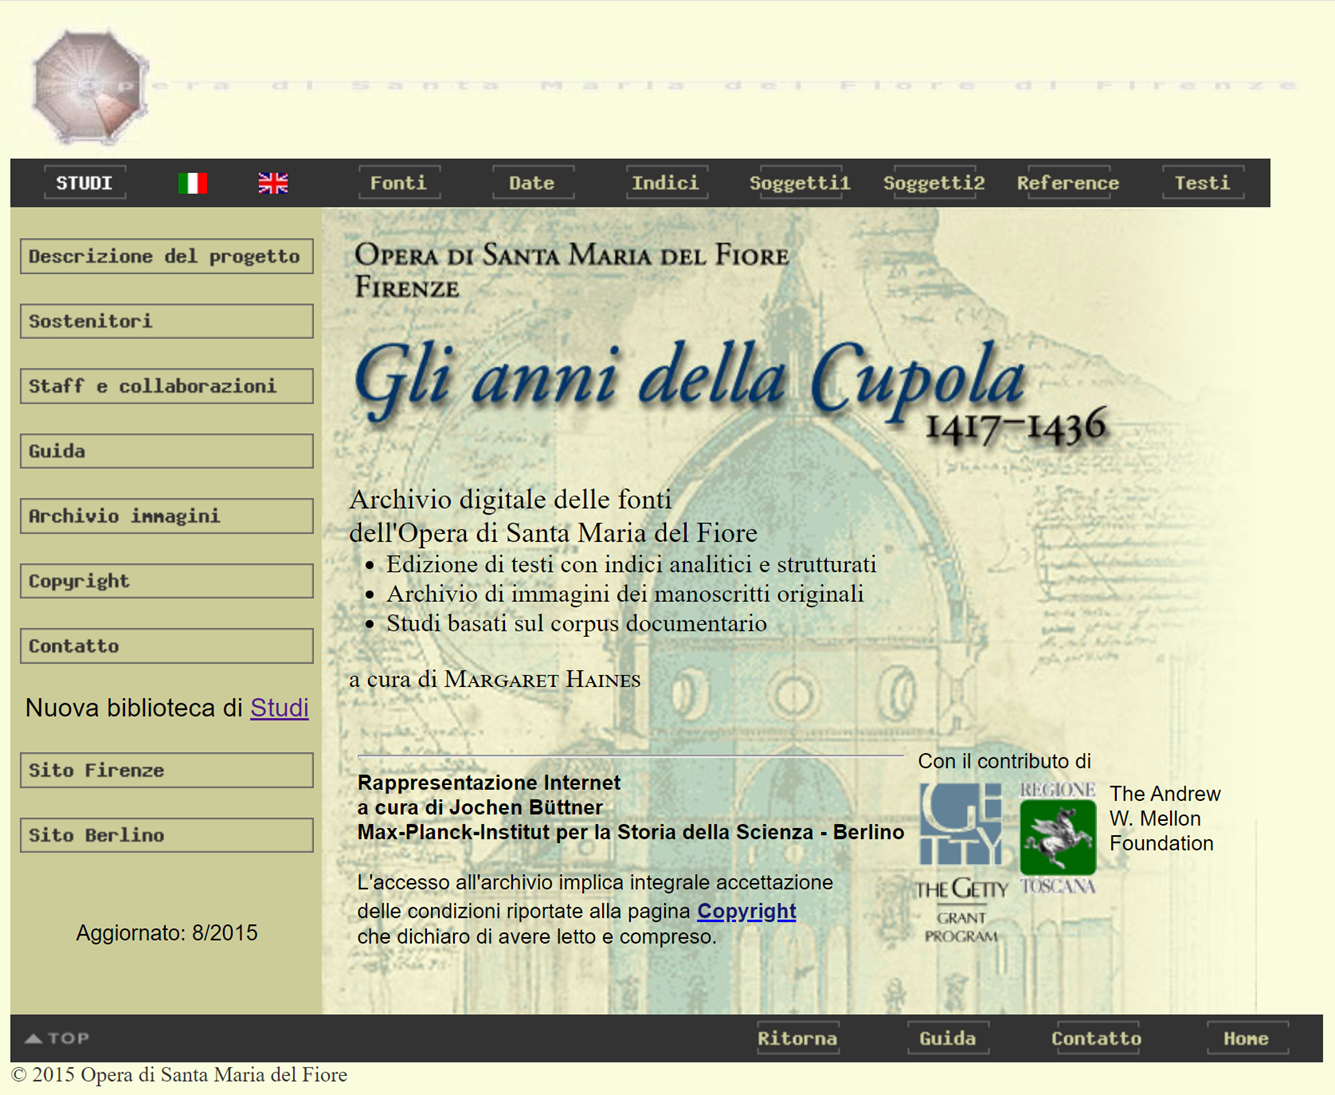 Opera di Santa Maria del Fiore di Firenze
STUDI
Fonti
Date
Indici
Soggetti1
Soggetti2
Reference
Testi
Descrizione del progetto
Sostenitori
Staff e collaborazioni
Guida
Archivio immagini
Copyright
Contatto
Nuova biblioteca di Studi
Sito Firenze
Sito Berlino
Aggiornato: 8/2015
OPERA DI SANTA MARIA DEL FIORE
FIRENZE
Gli anni della Cupola
1417–1436
Archivio digitale delle fonti
dell'Opera di Santa Maria del Fiore
• Edizione di testi con indici analitici e strutturati
• Archivio di immagini dei manoscritti originali
• Studi basati sul corpus documentario
a cura di MARGARET HAINES
Rappresentazione Internet
a cura di Jochen Büttner
Max-Planck-Institut per la Storia della Scienza - Berlino
L'accesso all'archivio implica integrale accettazione
delle condizioni riportate alla pagina Copyright
che dichiaro di avere letto e compreso.
Con il contributo di
GETTY
THE GETTY
GRANT
PROGRAM
REGIONE
TOSCANA
The Andrew
W. Mellon
Foundation
TOP
Ritorna
Guida
Contatto
Home
© 2015 Opera di Santa Maria del Fiore